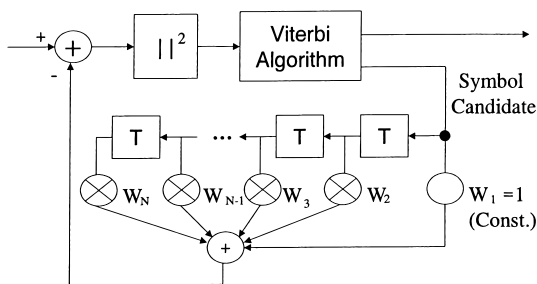 +
+
-
| | ²
Viterbi
Algorithm
Symbol
Candidate
T
...
T
T
W_N
W_N-1
W_3
W_2
W_1 = 1
(Const.)
+